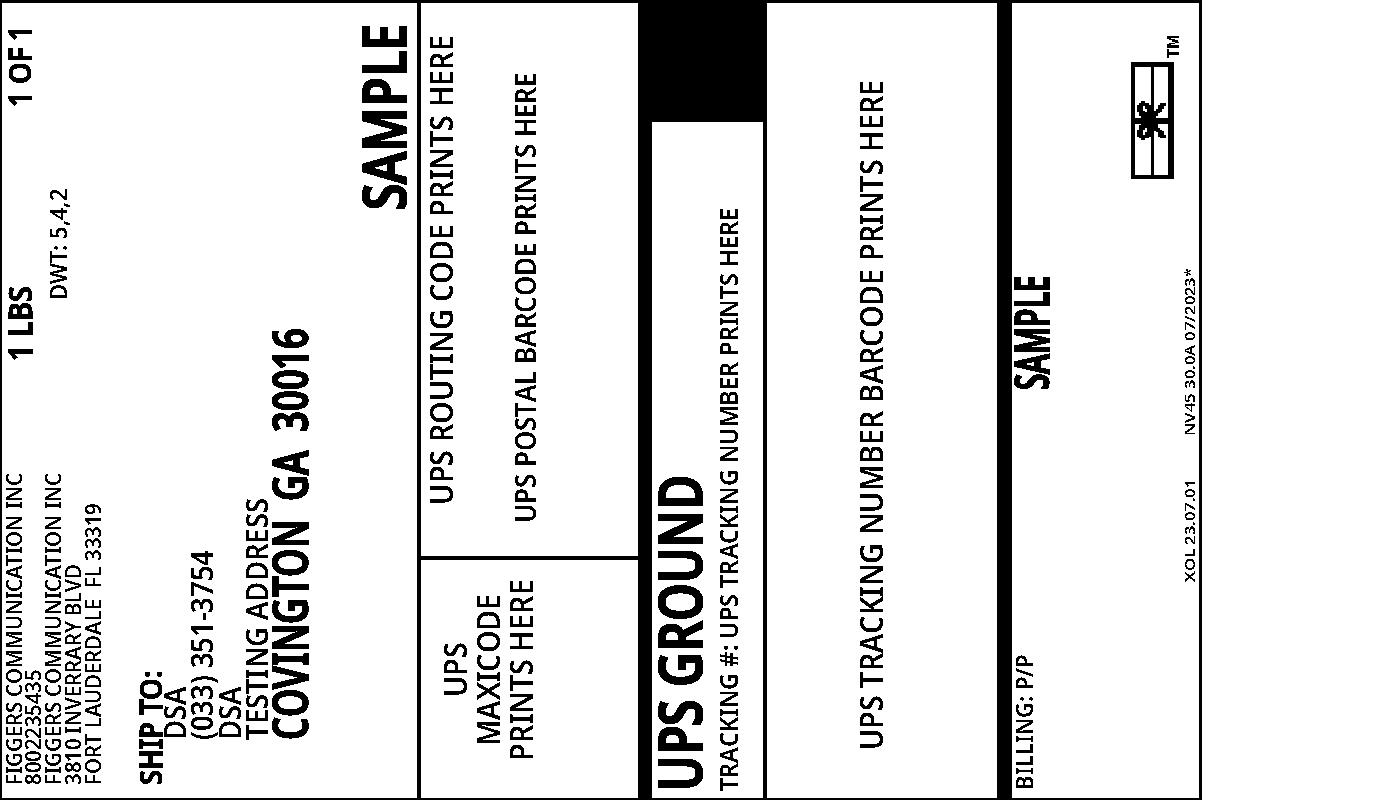 FIGGERS COMMUNICATION INC
8002235435
FIGGERS COMMUNICATION INC
3810 INVERRARY BLVD
FORT LAUDERDALE FL 33319
1 LBS
1 OF 1
DWT: 5,4,2
SHIP TO:
DSA
(033) 351-3754
DSA
TESTING ADDRESS
COVINGTON GA 30016
SAMPLE
UPS
MAXICODE
PRINTS HERE
UPS ROUTING CODE PRINTS HERE
UPS POSTAL BARCODE PRINTS HERE
UPS GROUND
TRACKING #: UPS TRACKING NUMBER PRINTS HERE
UPS TRACKING NUMBER BARCODE PRINTS HERE
BILLING: P/P
SAMPLE
XOL 23.07.01 NV45 30.0A 07/2023*
TM